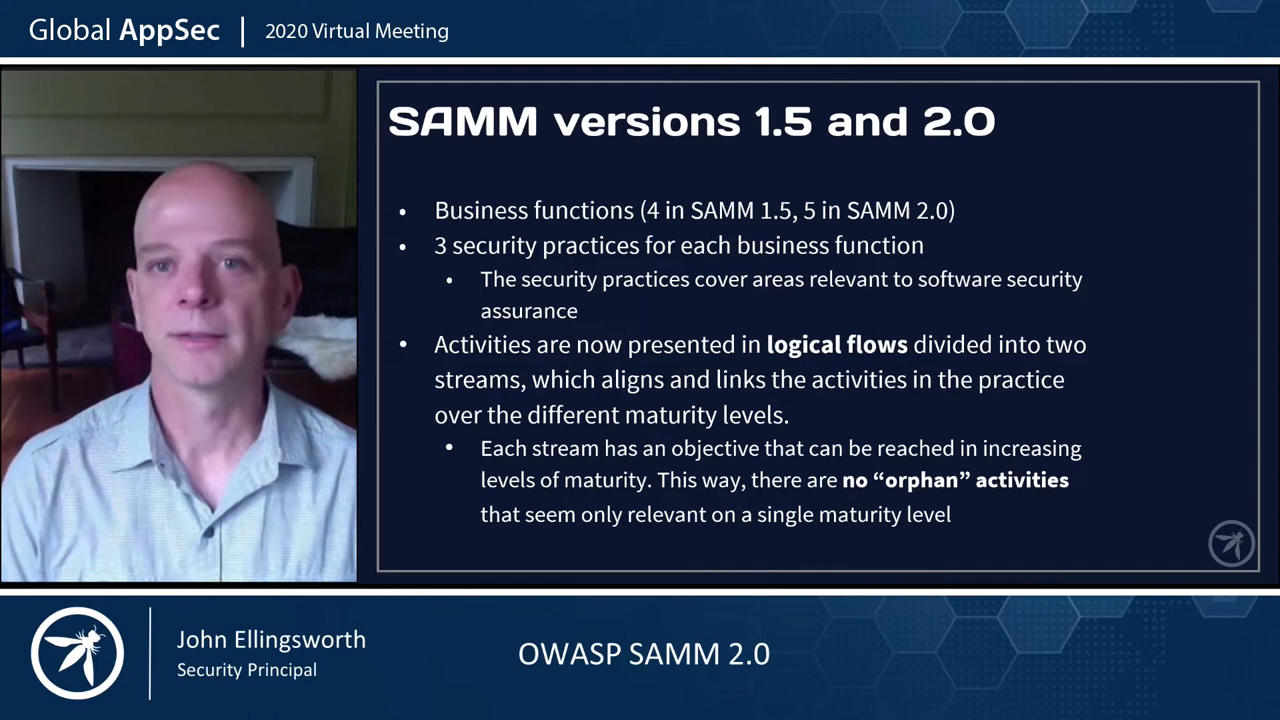 Global AppSec | 2020 Virtual Meeting
SAMM versions 1.5 and 2.0
• Business functions (4 in SAMM 1.5, 5 in SAMM 2.0)
• 3 security practices for each business function
• The security practices cover areas relevant to software security
assurance
• Activities are now presented in logical flows divided into two
streams, which aligns and links the activities in the practice
over the different maturity levels.
• Each stream has an objective that can be reached in increasing
levels of maturity. This way, there are no “orphan” activities
that seem only relevant on a single maturity level
John Ellingsworth
Security Principal
OWASP SAMM 2.0